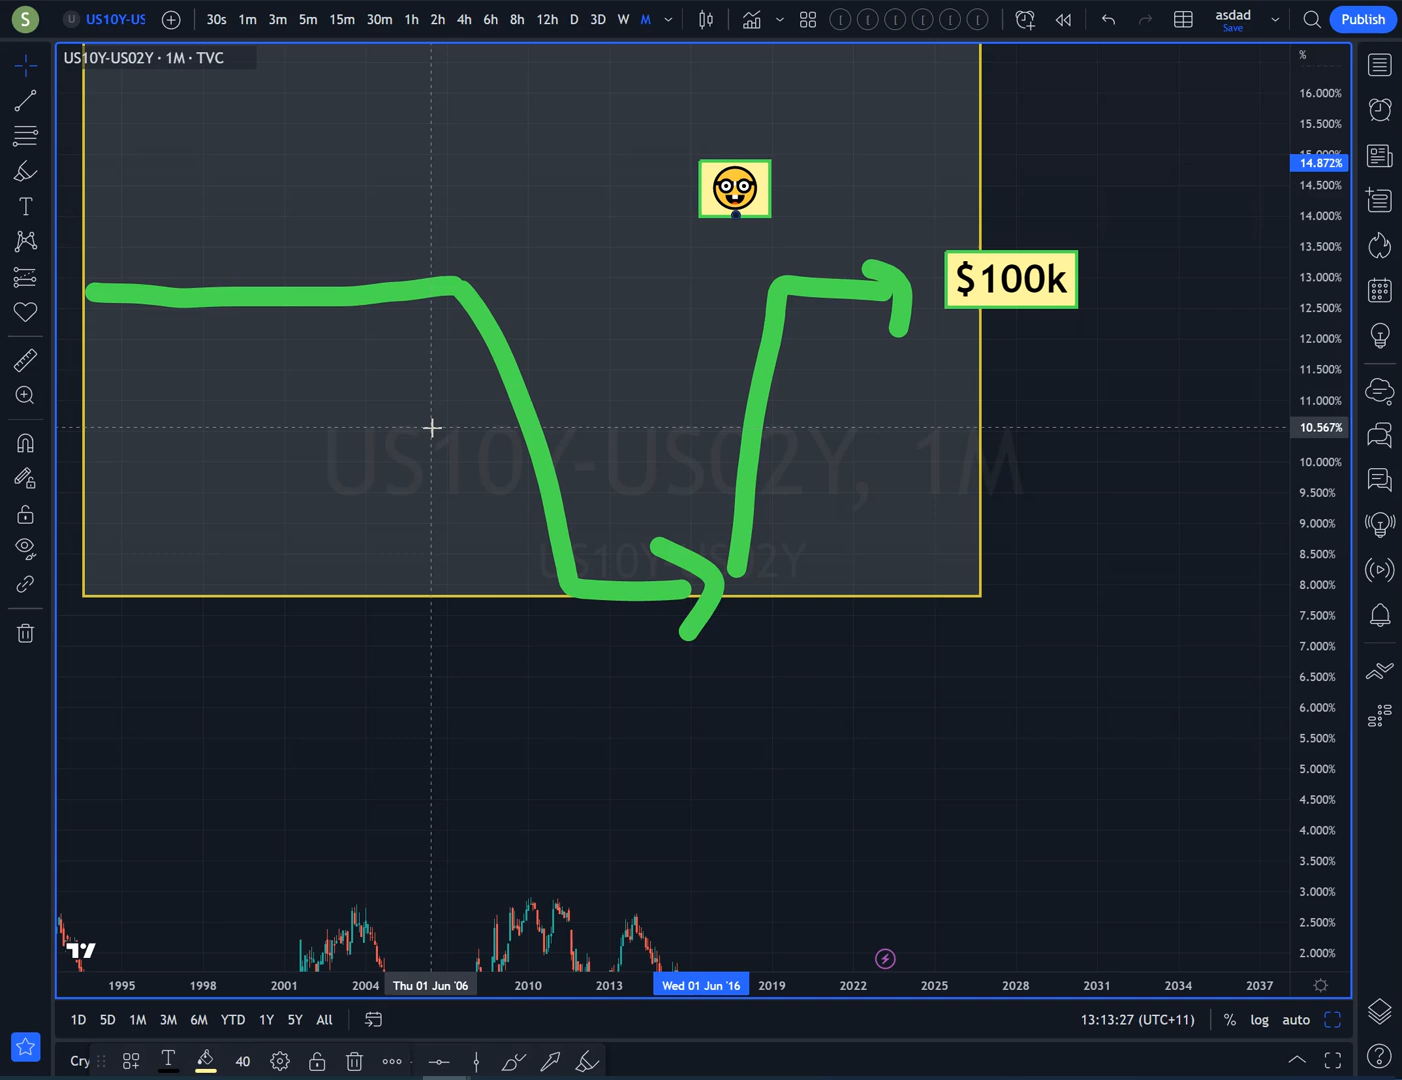 S
U US10Y-US
30s 1m 3m 5m 15m 30m 1h 2h 4h 6h 8h 12h D 3D W M
asdad
Save
Publish
US10Y-US02Y · 1M · TVC
%
16.000%
15.500%
15.000%
14.872%
14.500%
14.000%
13.500%
$100k
13.000%
12.500%
12.000%
11.500%
11.000%
10.567%
US10Y-US02Y, 1M
10.000%
9.500%
9.000%
8.500%
US10Y-US02Y
8.000%
7.500%
7.000%
6.500%
6.000%
5.500%
5.000%
4.500%
4.000%
3.500%
3.000%
2.500%
2.000%
1995 1998 2001 2004 Thu 01 Jun '06 2010 2013 Wed 01 Jun '16 2019 2022 2025 2028 2031 2034 2037
1D 5D 1M 3M 6M YTD 1Y 5Y All
13:13:27 (UTC+11) % log auto
Cry
T
40